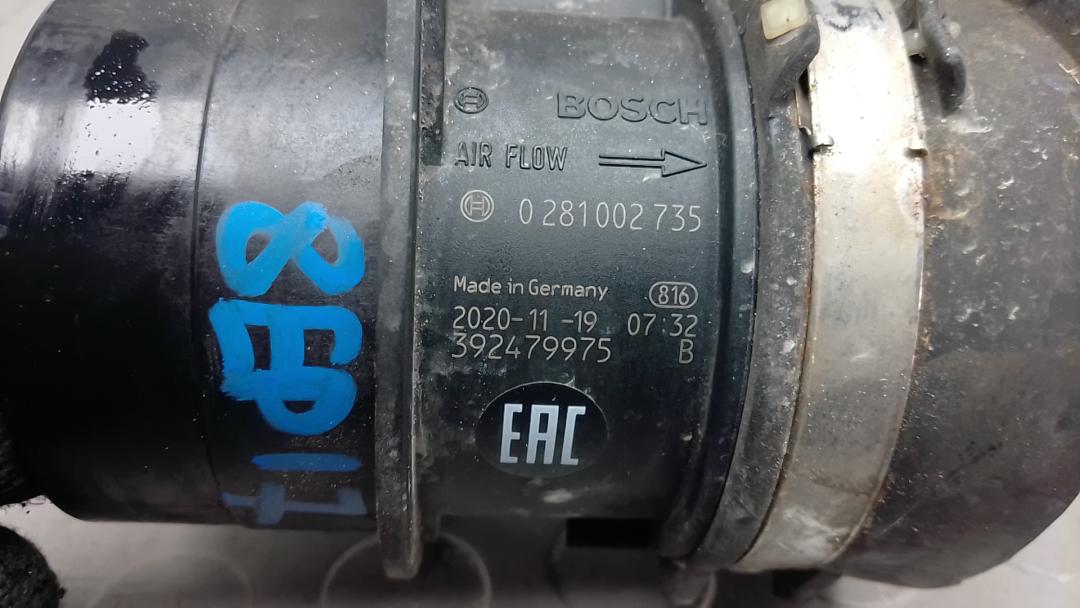 BOSCH
AIR FLOW
0 281 002 735
Made in Germany 816
2020-11-19 07:32
392479975 B
EAC